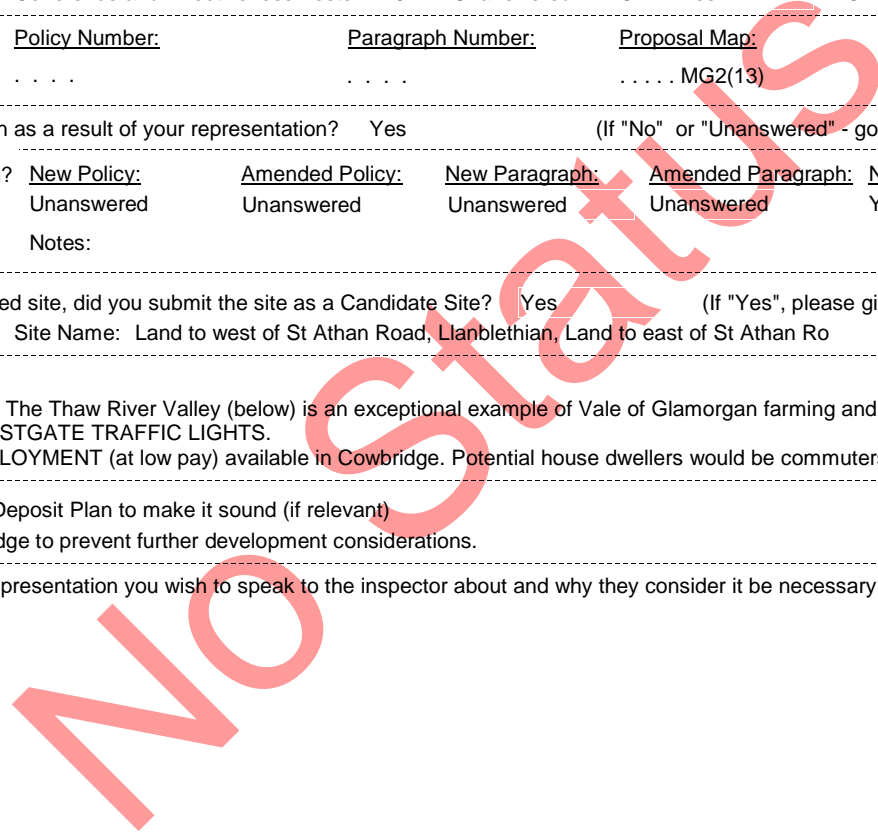 Policy Number: Paragraph Number: Proposal Map:
. . . . . . . . . . . . . MG2(13)
as a result of your representation? Yes (If "No" or "Unanswered" - go
? New Policy: Amended Policy: New Paragraph: Amended Paragraph: N
Unanswered Unanswered Unanswered Unanswered Y
Notes:
ed site, did you submit the site as a Candidate Site? Yes (If "Yes", please gi
Site Name: Land to west of St Athan Road, Llanblethian, Land to east of St Athan Ro
The Thaw River Valley (below) is an exceptional example of Vale of Glamorgan farming and
STGATE TRAFFIC LIGHTS.
LOYMENT (at low pay) available in Cowbridge. Potential house dwellers would be commuters
Deposit Plan to make it sound (if relevant)
dge to prevent further development considerations.
presentation you wish to speak to the inspector about and why they consider it be necessary
No Status